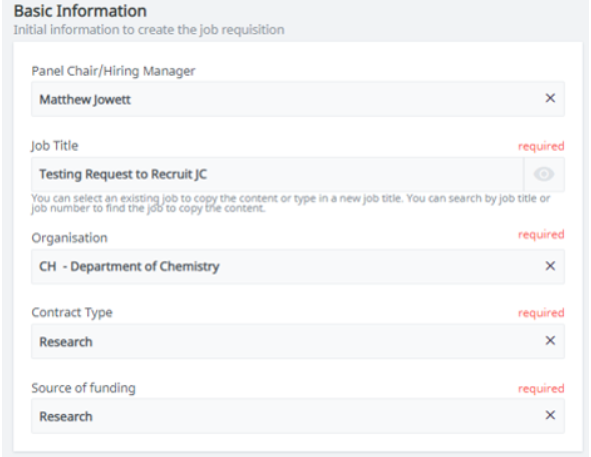 Basic Information
Initial information to create the job requisition
Panel Chair/Hiring Manager
Matthew Jowett
Job Title required
Testing Request to Recruit JC
You can select an existing job to copy the content or type in a new job title. You can search by job title or
job number to find the job to copy the content.
Organisation required
CH - Department of Chemistry
Contract Type required
Research
Source of funding required
Research